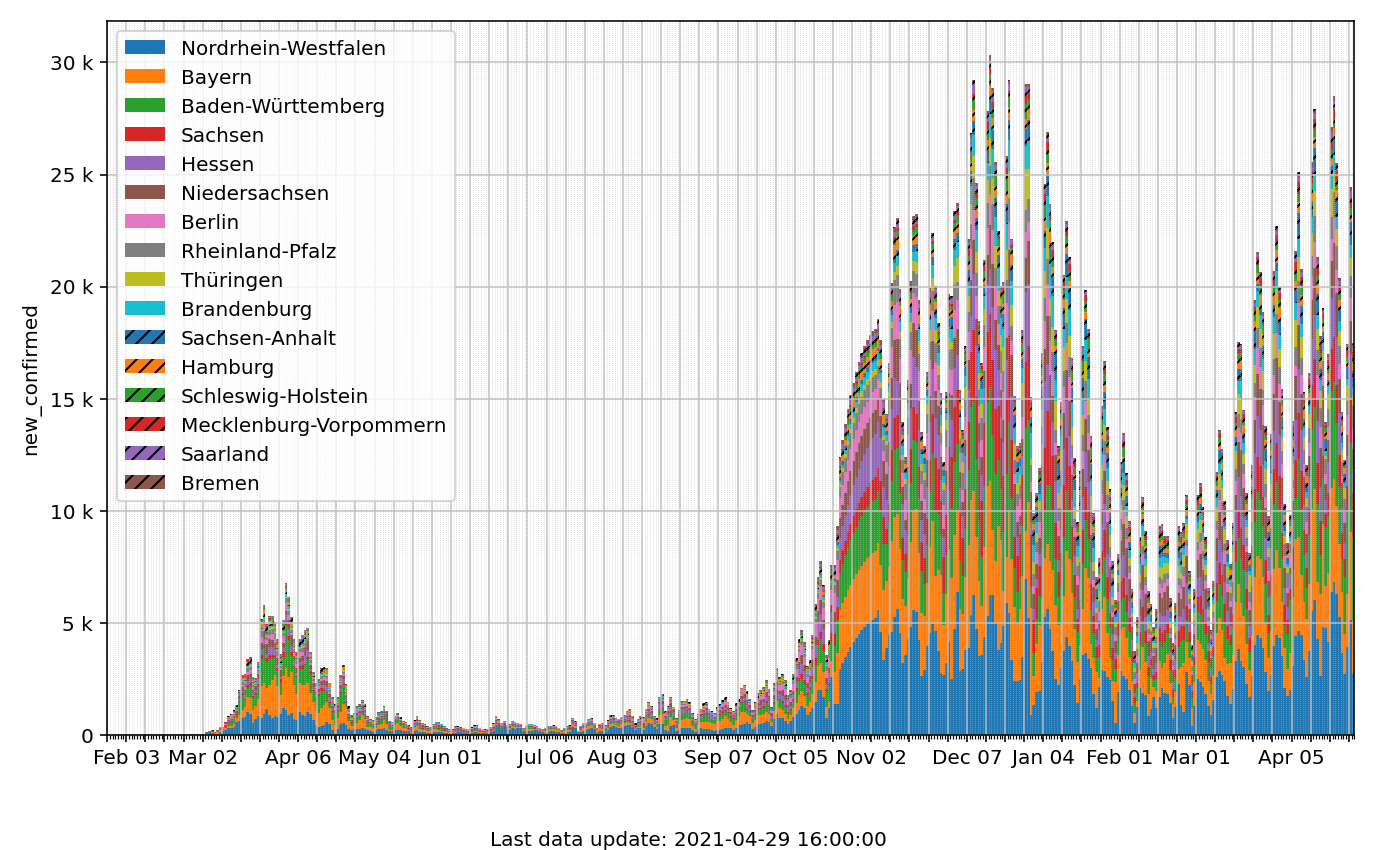 30 k
25 k
20 k
15 k
10 k
5 k
0
new_confirmed
Nordrhein-Westfalen
Bayern
Baden-Württemberg
Sachsen
Hessen
Niedersachsen
Berlin
Rheinland-Pfalz
Thüringen
Brandenburg
Sachsen-Anhalt
Hamburg
Schleswig-Holstein
Mecklenburg-Vorpommern
Saarland
Bremen
Feb 03 Mar 02 Apr 06 May 04 Jun 01 Jul 06 Aug 03 Sep 07 Oct 05 Nov 02 Dec 07 Jan 04 Feb 01 Mar 01 Apr 05
Last data update: 2021-04-29 16:00:00